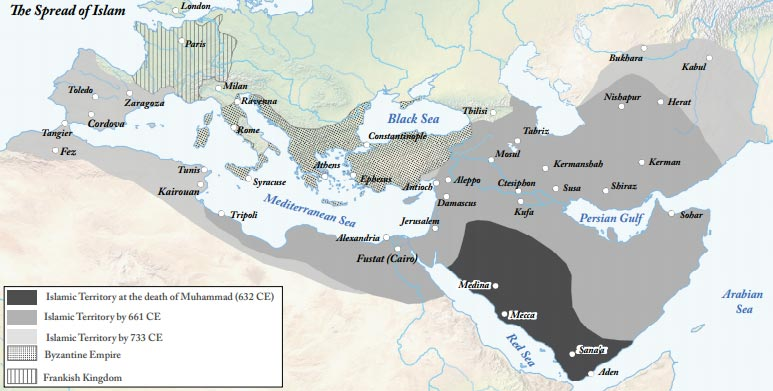 The Spread of Islam
London
Paris
Bukhara
Kabul
Milan
Toledo
Zaragoza
Ravenna
Nishapur
Herat
Black Sea
Tbilisi
Cordova
Rome
Constantinople
Tabriz
Tangier
Mosul
Fez
Athens
Kermanshah
Kerman
Tunis
Syracuse
Ephesus
Antioch
Aleppo
Ctesiphon
Susa
Shiraz
Kairouan
Damascus
Mediterranean Sea
Kufa
Tripoli
Jerusalem
Persian Gulf
Sohar
Alexandria
Fustat (Cairo)
Medina
Islamic Territory at the death of Muhammad (632 CE)
Arabian
Sea
Islamic Territory by 661 CE
Mecca
Islamic Territory by 733 CE
Red Sea
Byzantine Empire
Sana'a
Frankish Kingdom
Aden